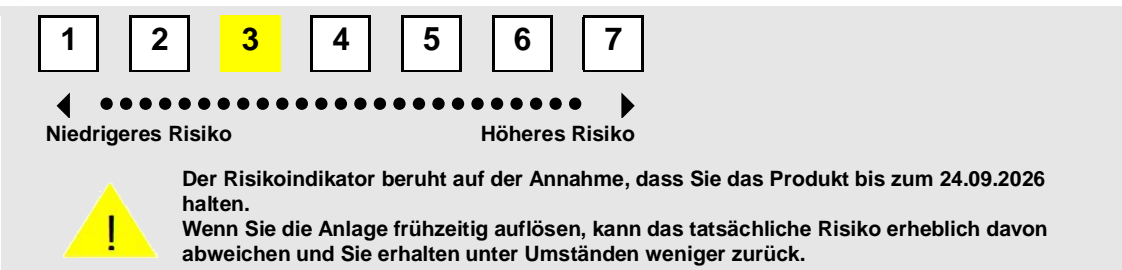 1 2 3 4 5 6 7
Niedrigeres Risiko Höheres Risiko
Der Risikoindikator beruht auf der Annahme, dass Sie das Produkt bis zum 24.09.2026
halten.
! Wenn Sie die Anlage frühzeitig auflösen, kann das tatsächliche Risiko erheblich davon
abweichen und Sie erhalten unter Umständen weniger zurück.